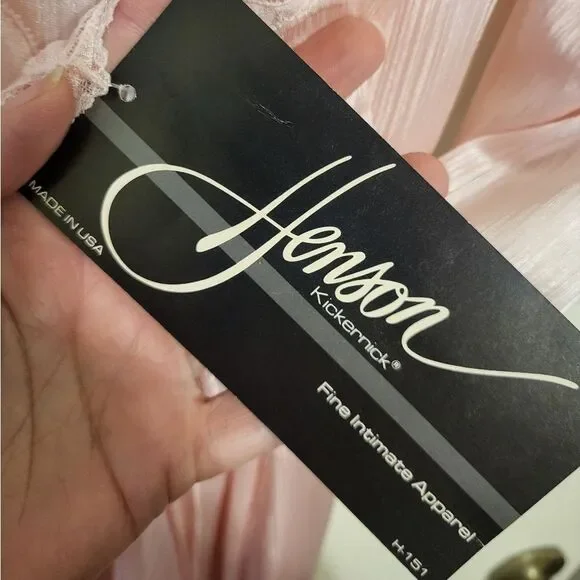 MADE IN USA
Henson
Kickernick®
Fine Intimate Apparel
H-151